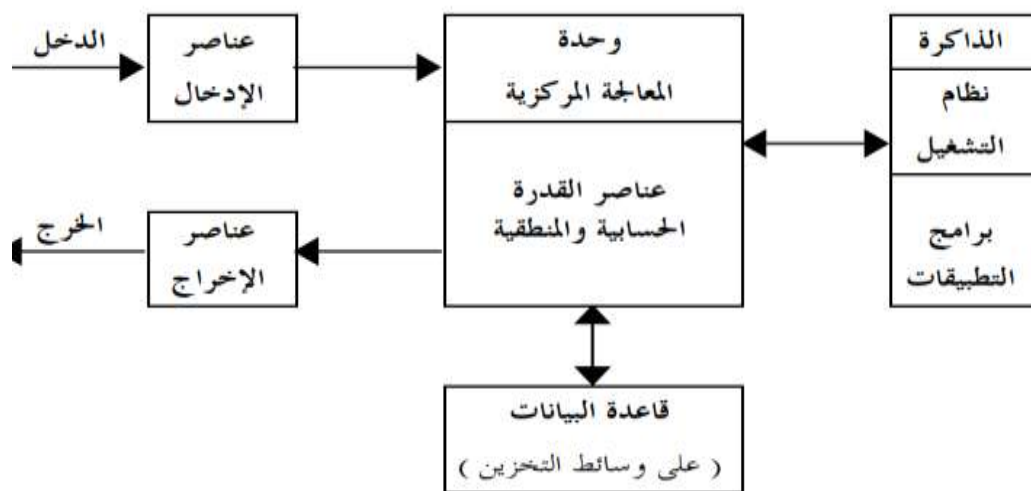 الذاكرة
نظام
التشغيل
برامج
التطبيقات
وحدة
المعالجة المركزية
عناصر القدرة
الحسابية والمنطقية
عناصر
الإدخال
الدخل
عناصر
الإخراج
الخرج
قاعدة البيانات
( على وسائط التخزين )